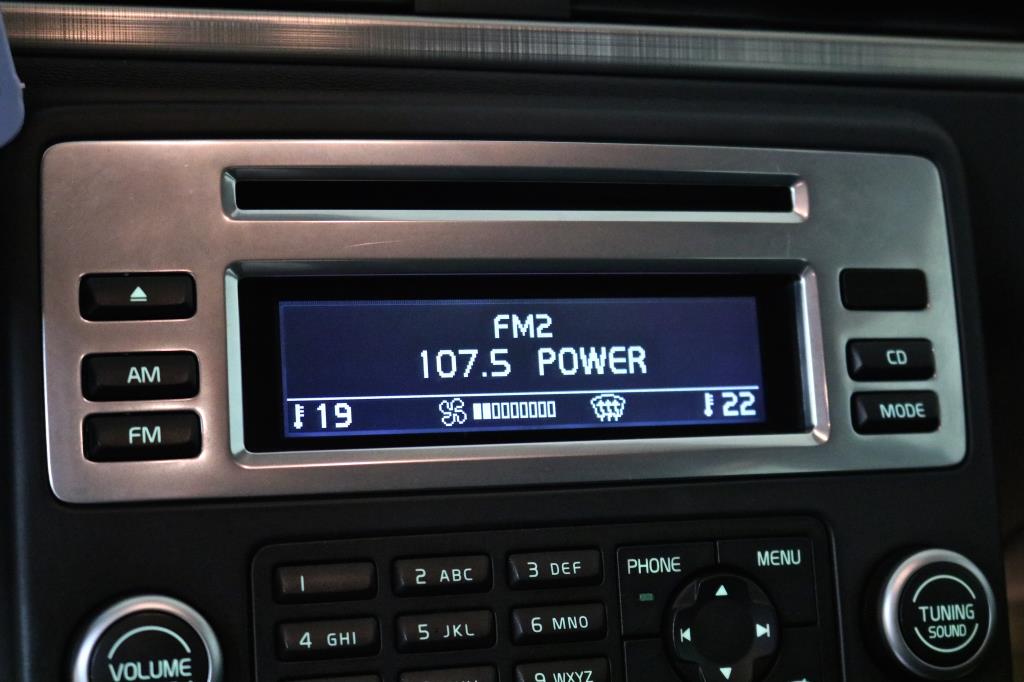 FM2
107.5 POWER
19
22
AM
FM
CD
MODE
1
2 ABC
3 DEF
4 GHI
5 JKL
6 MNO
9 WXYZ
PHONE
MENU
VOLUME
TUNING
SOUND